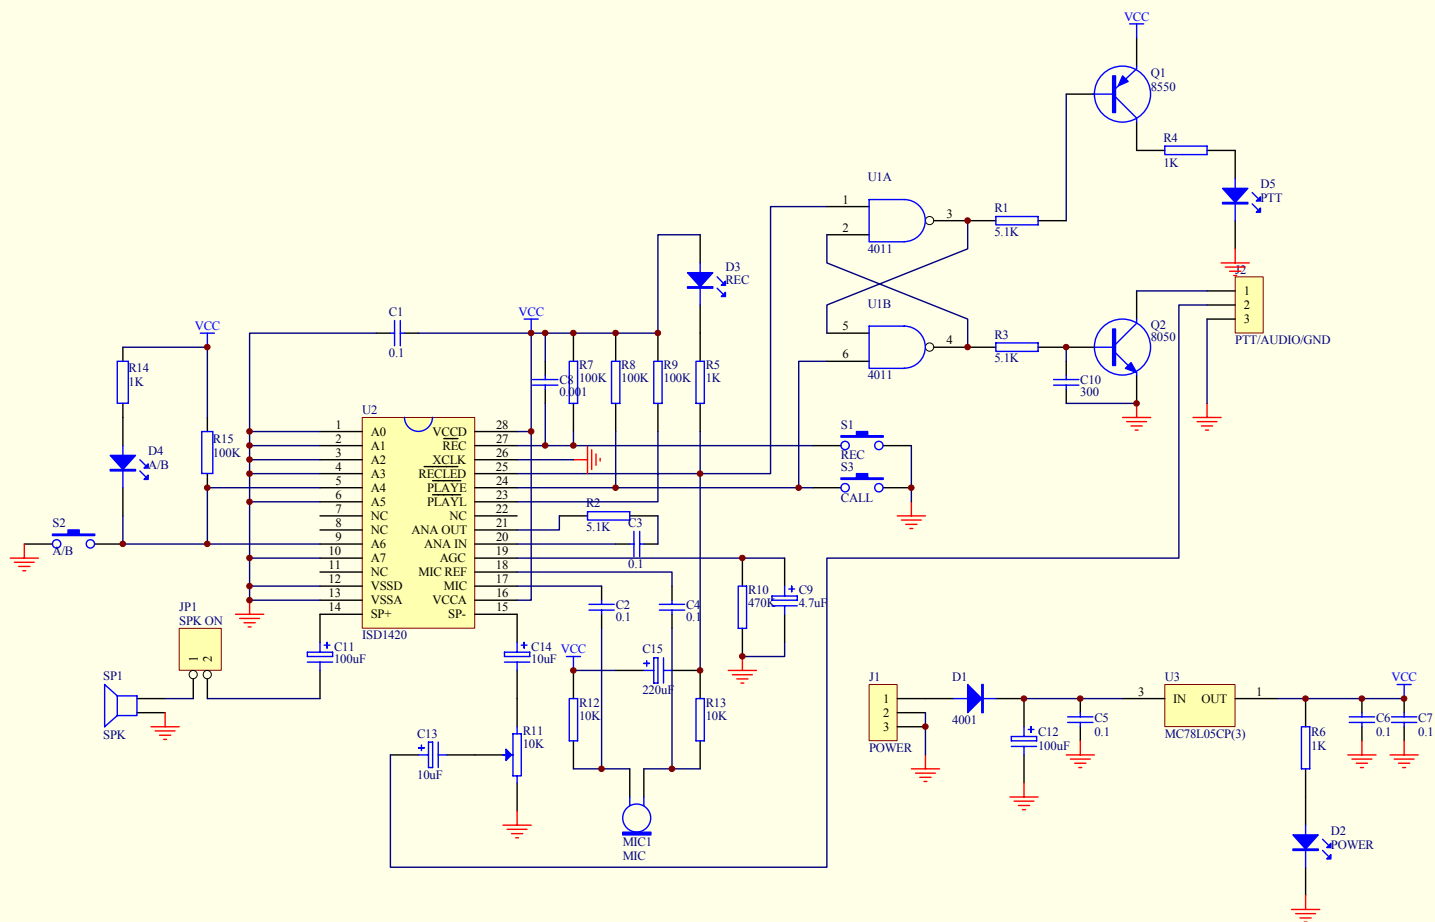 VCC
Q1
8550
R4
1K
D5
PTT
U1A
1
2
3
4011
R1
5.1K
J2
1
2
3
PTT/AUDIO/GND
D3
REC
U1B
5
6
4
4011
R3
5.1K
Q2
8050
C10
300
C1
0.1
VCC
VCC
R14
1K
R15
100K
D4
A/B
S2
A/B
C8
0.001
R7
100K
R8
100K
R9
100K
R5
1K
U2
1 A0 VCCD 28
2 A1 REC 27
3 A2 XCLK 26
4 A3 RECLED 25
5 A4 PLAYE 24
6 A5 PLAYL 23
7 NC NC 22
8 NC ANA OUT 21
9 A6 ANA IN 20
10 A7 AGC 19
11 NC MIC REF 18
12 VSSD MIC 17
13 VSSA VCCA 16
14 SP+ SP- 15
ISD1420
S1
REC
S3
CALL
R2
5.1K
C3
0.1
R10
470K
C9
4.7uF
C2
0.1
C4
0.1
JP1
SPK ON
1
2
SP1
SPK
C11
100uF
C14
10uF
VCC
C15
220uF
R12
10K
R13
10K
C13
10uF
R11
10K
MIC1
MIC
J1
1
2
3
POWER
D1
4001
C12
100uF
C5
0.1
U3
3
IN OUT
1
MC78L05CP(3)
VCC
R6
1K
C6
0.1
C7
0.1
D2
POWER